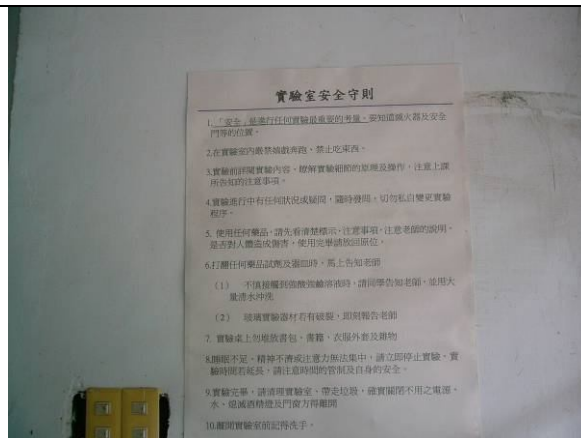 實驗室安全守則
1.「安全」是進行任何實驗最重要的考量。要知道滅火器及安全
門等的位置。
2.在實驗室內嚴禁嬉戲奔跑、禁止吃東西。
3.實驗前詳閱實驗內容、瞭解實驗細節的原理及操作，注意上課
所告知的注意事項。
4.實驗進行中有任何狀況或疑問，隨時發問，切勿私自變更實驗
程序。
5. 使用任何藥品，請先看清楚標示，注意事項，注意老師的說明，
是否對人體造成傷害，使用完畢請放回原位。
6.打翻任何藥品試劑及器皿時，馬上告知老師
（1） 不慎接觸到強酸強鹼溶液時，請同學告知老師，並用大
量清水沖洗
（2） 玻璃實驗器材若有破裂，即刻報告老師
7. 實驗桌上勿堆放書包、書籍、衣服外套及雜物
8.睡眠不足、精神不濟或注意力無法集中，請立即停止實驗。實
驗時間若延長，請注意時間的管制及自身的安全。
9.實驗完畢，請清理實驗室、帶走垃圾，確實關閉不用之電源、
水、熄滅酒精燈及門窗方得離開
10.離開實驗室前記得洗手。